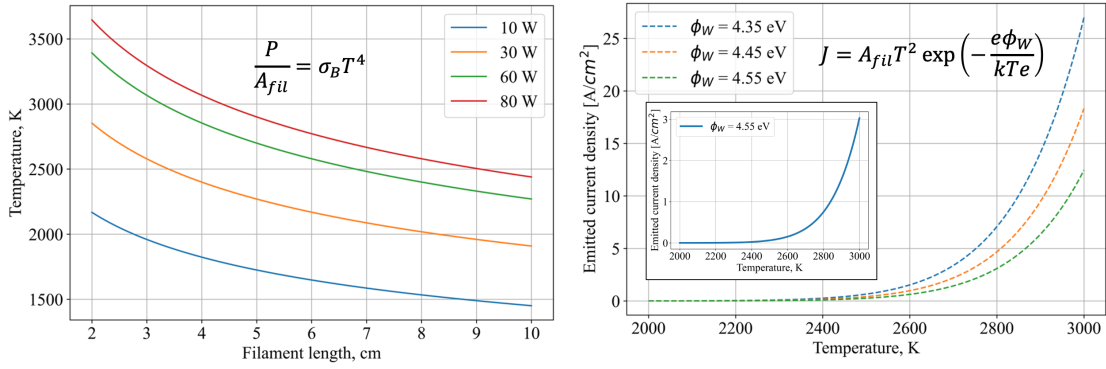 10 W
30 W
60 W
80 W
P/A_{fil} = σ_B T^4
3500
3000
2500
2000
1500
Temperature, K
2 3 4 5 6 7 8 9 10
Filament length, cm
ϕ_W = 4.35 eV
ϕ_W = 4.45 eV
ϕ_W = 4.55 eV
J = A_{fil}T^2 exp(-eϕ_W/kTe)
25
20
15
10
5
0
Emitted current density [A/cm^2]
2000 2200 2400 2600 2800 3000
Temperature, K
ϕ_W = 4.55 eV
3
2
1
0
Emitted current density [A/cm^2]
2000 2200 2400 2600 2800 3000
Temperature, K